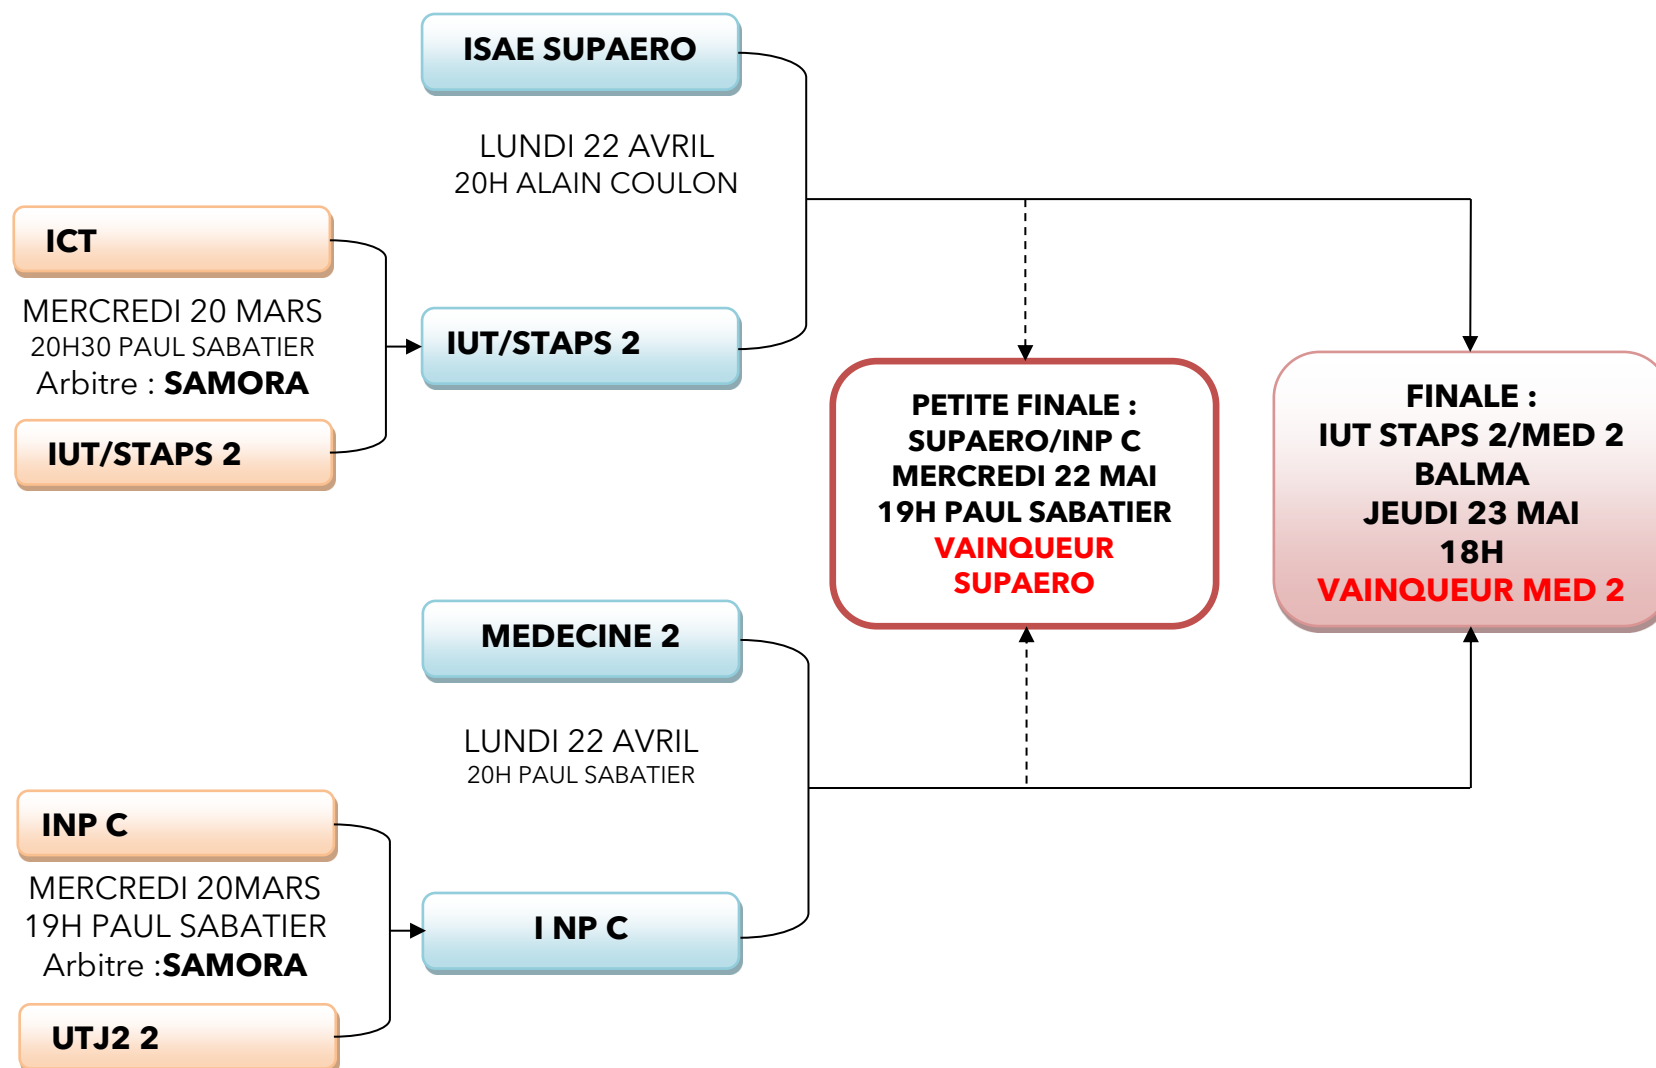 ISAE SUPAERO
LUNDI 22 AVRIL
20H ALAIN COULON
ICT
MERCREDI 20 MARS
20H30 PAUL SABATIER
Arbitre : SAMORA
IUT/STAPS 2
IUT/STAPS 2
PETITE FINALE :
SUPAERO/INP C
MERCREDI 22 MAI
19H PAUL SABATIER
VAINQUEUR
SUPAERO
FINALE :
IUT STAPS 2/MED 2
BALMA
JEUDI 23 MAI
18H
VAINQUEUR MED 2
MEDECINE 2
LUNDI 22 AVRIL
20H PAUL SABATIER
INP C
MERCREDI 20MARS
19H PAUL SABATIER
Arbitre :SAMORA
I NP C
UTJ2 2